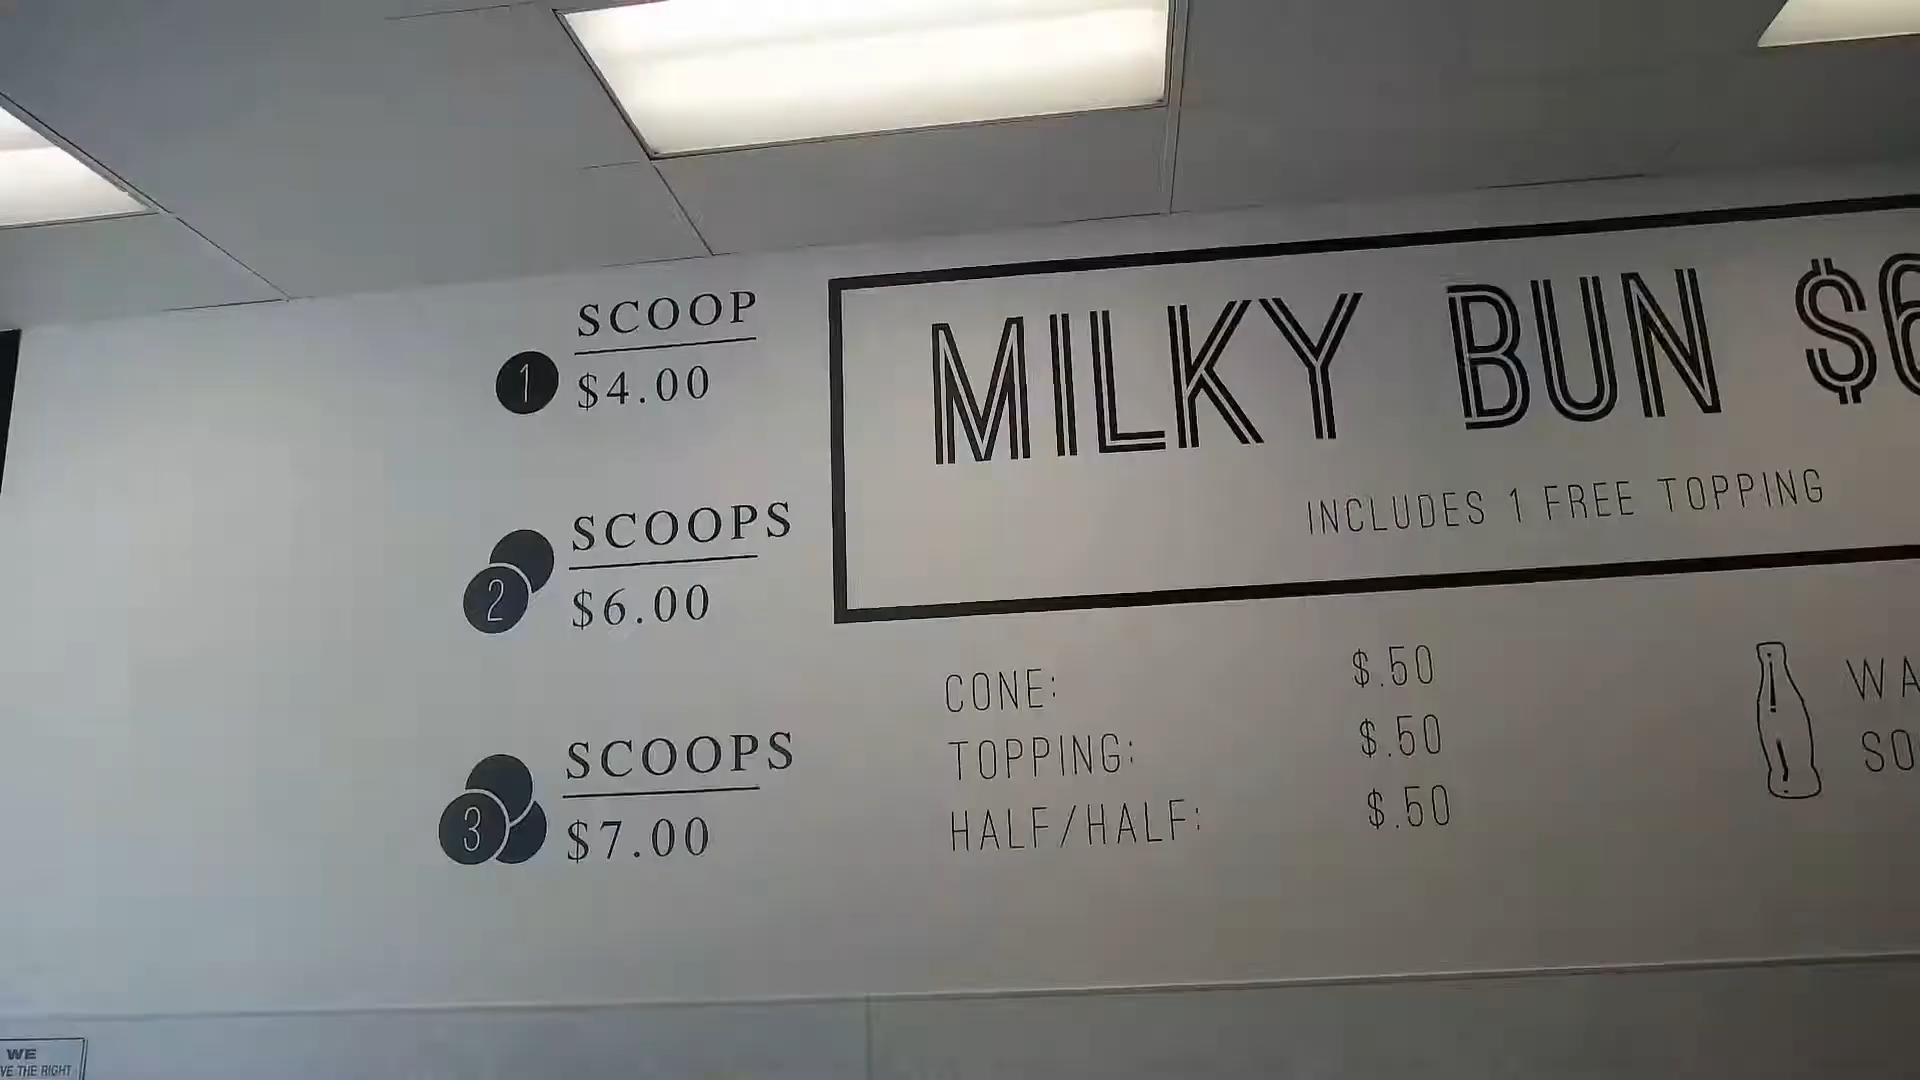 SCOOP
1
$4.00
SCOOPS
2
$6.00
SCOOPS
3
$7.00
MILKY BUN $6
INCLUDES 1 FREE TOPPING
CONE: $.50
TOPPING: $.50
HALF/HALF: $.50
WA
SO
WE
VE THE RIGHT